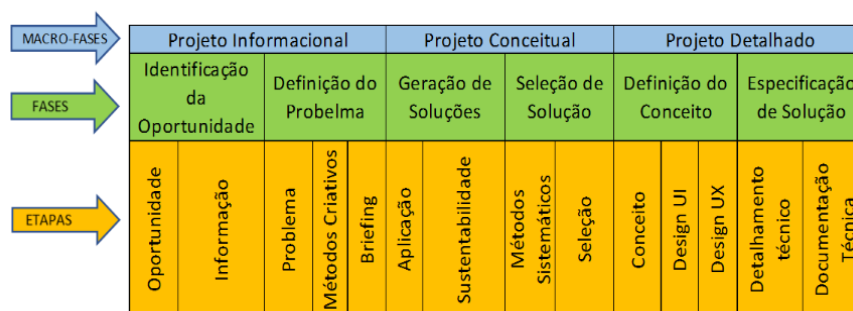 MACRO-FASES
Projeto Informacional
Projeto Conceitual
Projeto Detalhado
FASES
Identificação
da
Oportunidade
Definição do
Probelma
Geração de
Soluções
Seleção de
Solução
Definição do
Conceito
Especificação
de Solução
ETAPAS
Oportunidade
Informação
Problema
Métodos Criativos
Briefing
Aplicação
Sustentabilidade
Métodos
Sistemáticos
Seleção
Conceito
Design UI
Design UX
Detalhamento
técnico
Documentação
Técnica